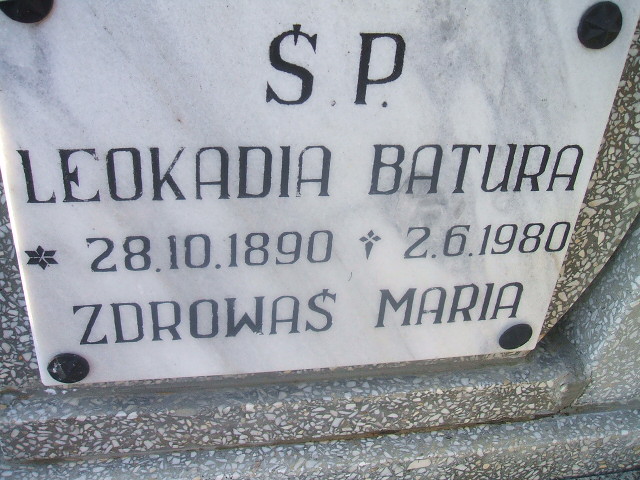 Ś.P.
LEOKADIA BATURA
* 28.10.1890 † 2.6.1980
ZDROWAŚ MARIA